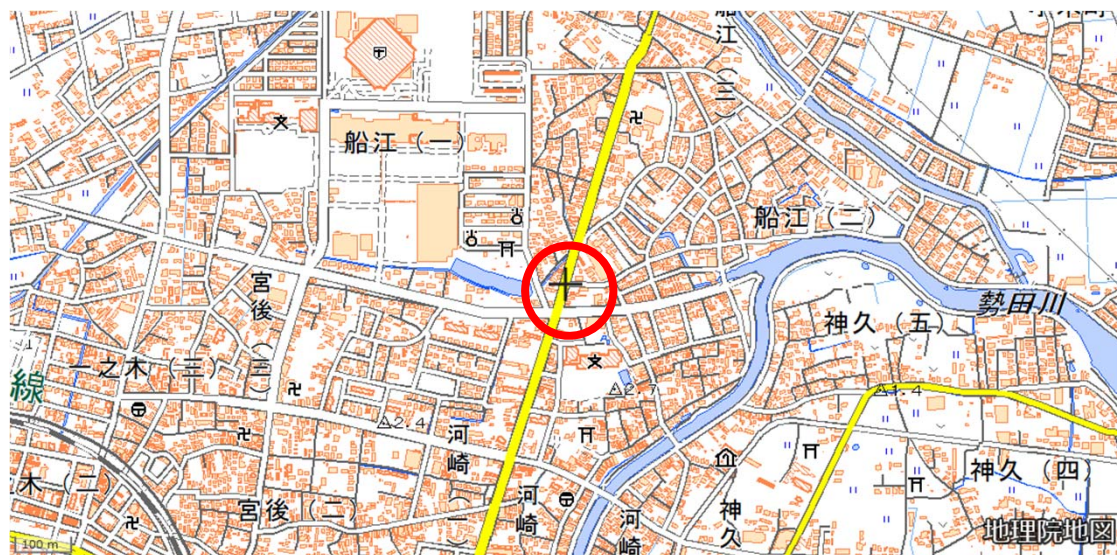 船江(三)
船江(一)
船江(二)
宮後(三)
勢田川
神久(五)
一之木(三)
線
2.7
1.4
2.4
河崎(一)
木(二)
宮後(二)
河崎
河崎
神久
神久(四)
100 m
地理院地図